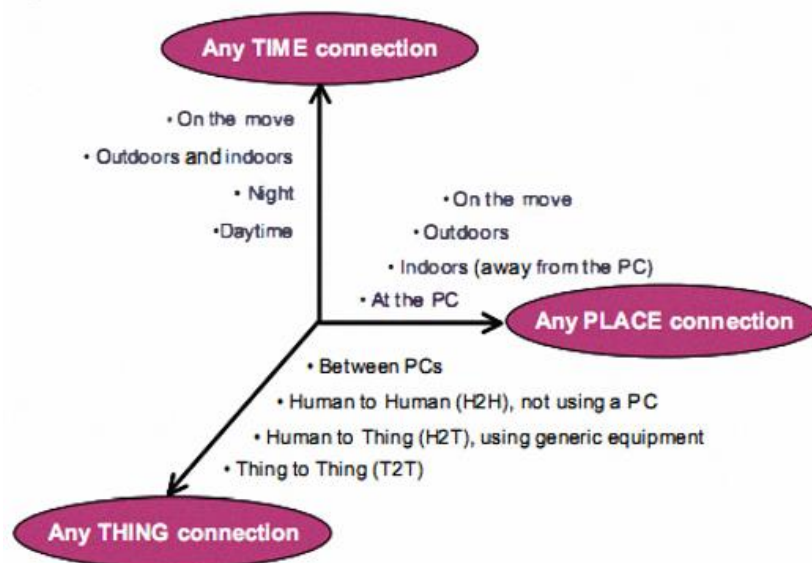 Any TIME connection
• On the move
• Outdoors and indoors
• Night
•Daytime
• On the move
• Outdoors
• Indoors (away from the PC)
• At the PC
Any PLACE connection
• Between PCs
• Human to Human (H2H), not using a PC
• Human to Thing (H2T), using generic equipment
• Thing to Thing (T2T)
Any THING connection